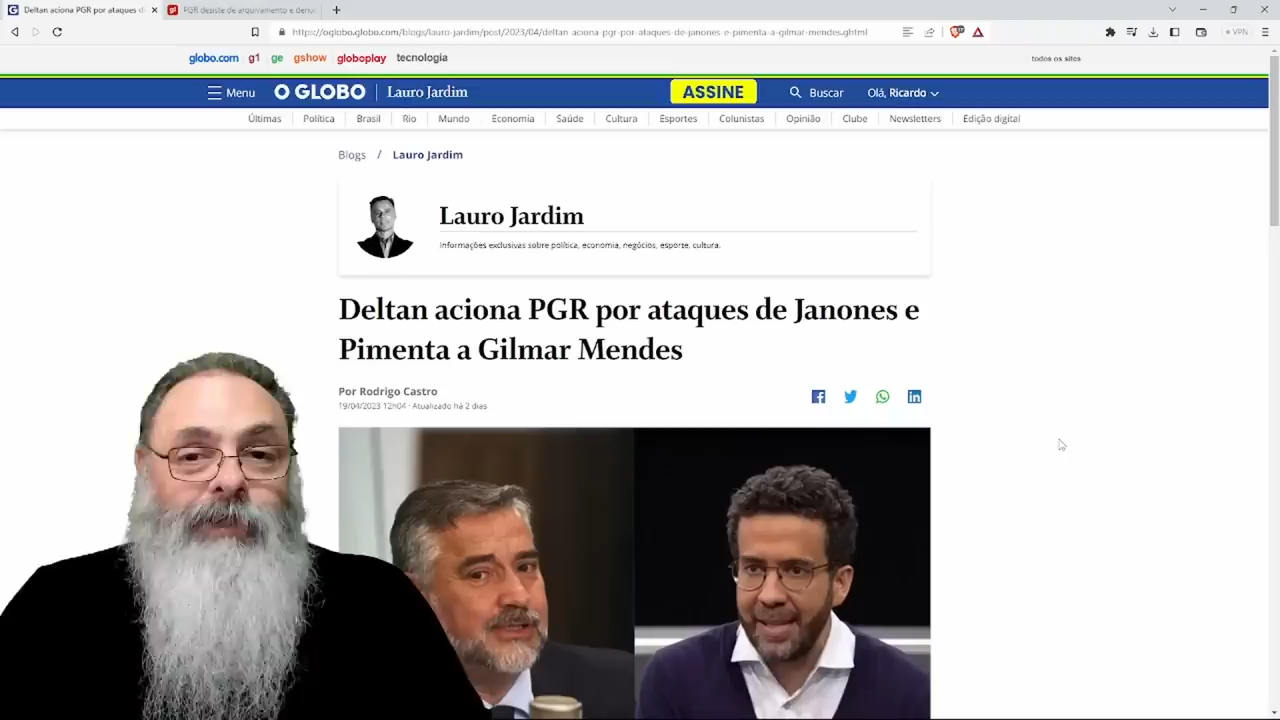 Deltan aciona PGR por ataques d
PGR desiste de arquivamento e denu
https://oglobo.globo.com/blogs/lauro-jardim/post/2023/04/deltan-aciona-pgr-por-ataques-de-janones-e-pimenta-a-gilmar-mendes.ghtml
VPN
globo.com g1 ge gshow globoplay tecnologia
todos os sites
Menu O GLOBO Lauro Jardim ASSINE Buscar Olá, Ricardo
Últimas Política Brasil Rio Mundo Economia Saúde Cultura Esportes Colunistas Opinião Clube Newsletters Edição digital
Blogs / Lauro Jardim
Lauro Jardim
Informações exclusivas sobre política, economia, negócios, esporte, cultura.
Deltan aciona PGR por ataques de Janones e
Pimenta a Gilmar Mendes
Por Rodrigo Castro
19/04/2023 12h04 · Atualizado há 2 dias